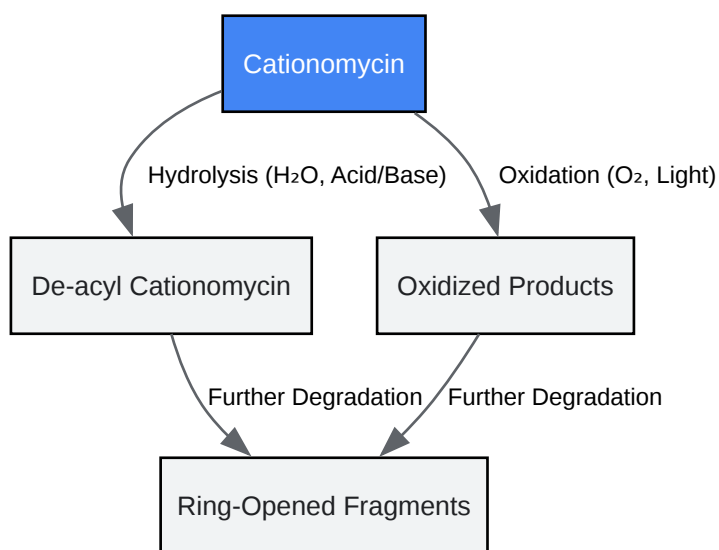 Cationomycin
Hydrolysis (H₂O, Acid/Base)
Oxidation (O₂, Light)
De-acyl Cationomycin
Oxidized Products
Further Degradation
Further Degradation
Ring-Opened Fragments